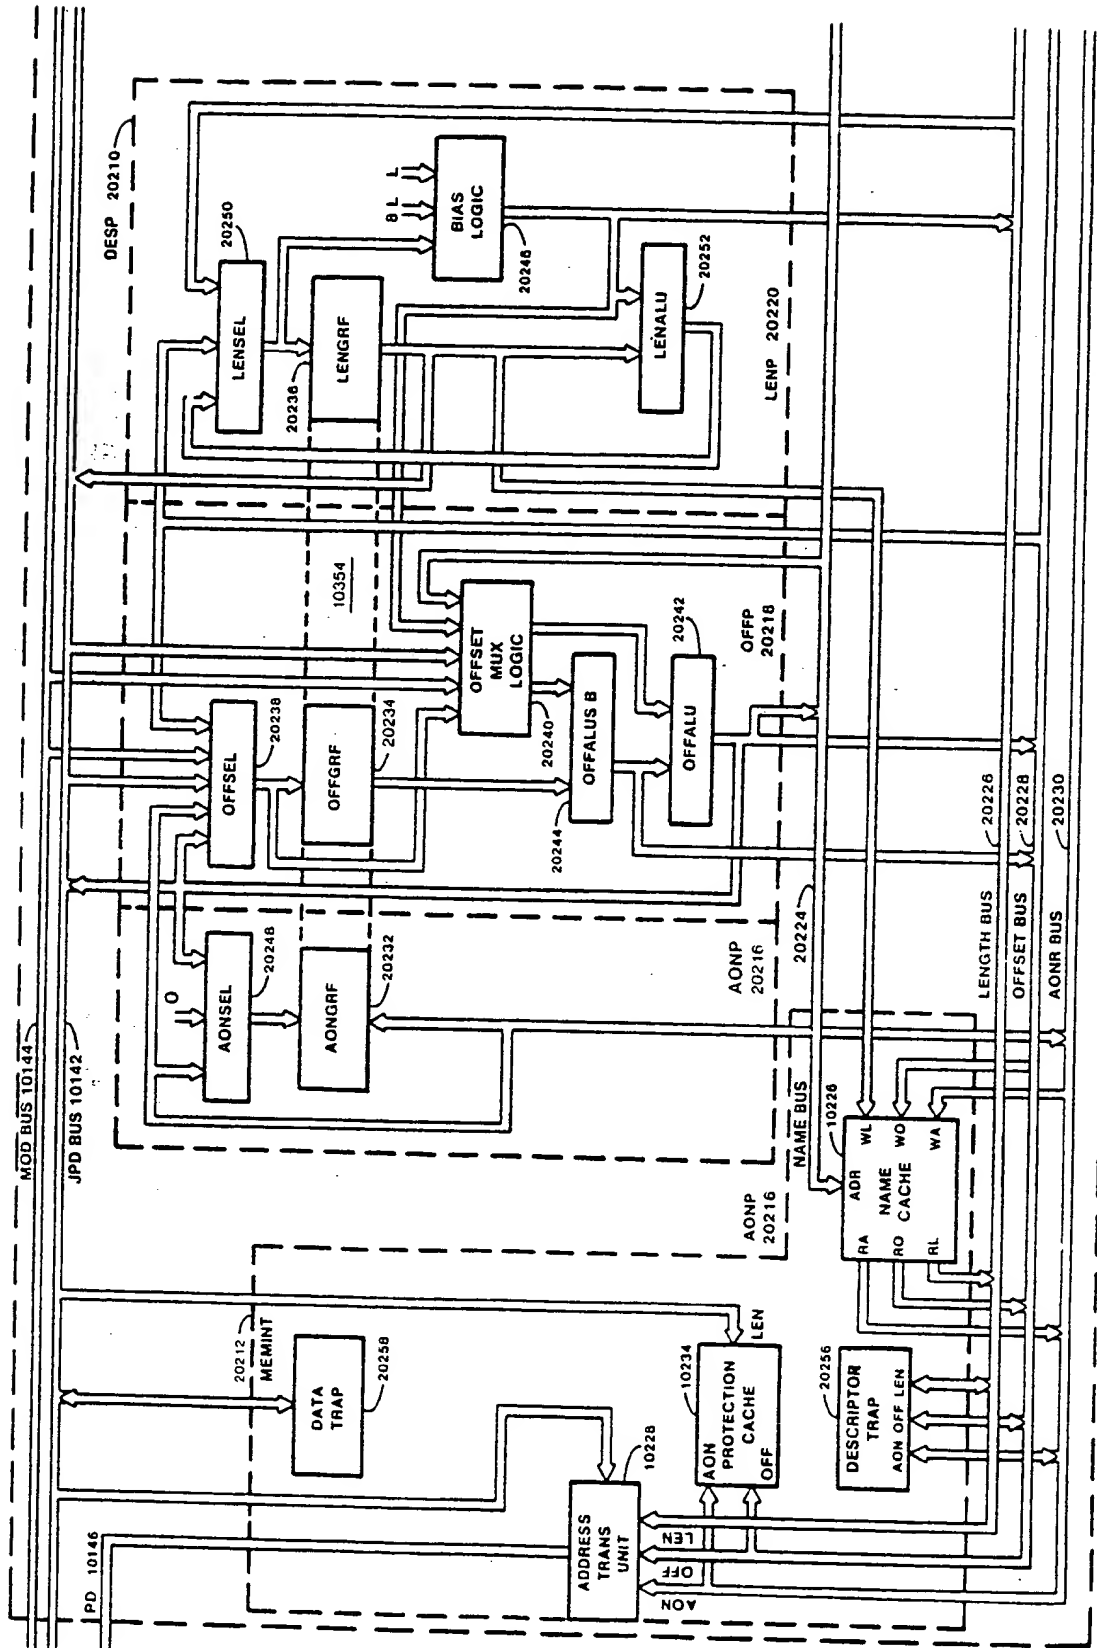 MOD BUS 10144
JPD BUS 10142
PD 10146
DESP 20210
LENSEL
20250
20236
LENGRF
B L
L
BIAS
LOGIC
20246
LENALU
20252
LENP 20220
10354
OFFSEL
20238
OFFGRF
20234
OFFSET
MUX
LOGIC
20240
OFFALUS B
20244
OFFALU
20242
OFFP
20218
O
AONSEL
20248
AONGRF
20232
AONP
20216
20224
NAME BUS
LENGTH BUS
20226
OFFSET BUS
20228
AONR BUS
20230
AONP
20216
20212
MEMINT
DATA
TRAP
20258
ADDRESS
TRANS
UNIT
10228
AON
OFF
LEN
10234
AON
PROTECTION
CACHE
OFF
LEN
20256
DESCRIPTOR
TRAP
AON OFF LEN
10226
ADR
NAME
CACHE
RA
RO
RL
WL
WO
WA